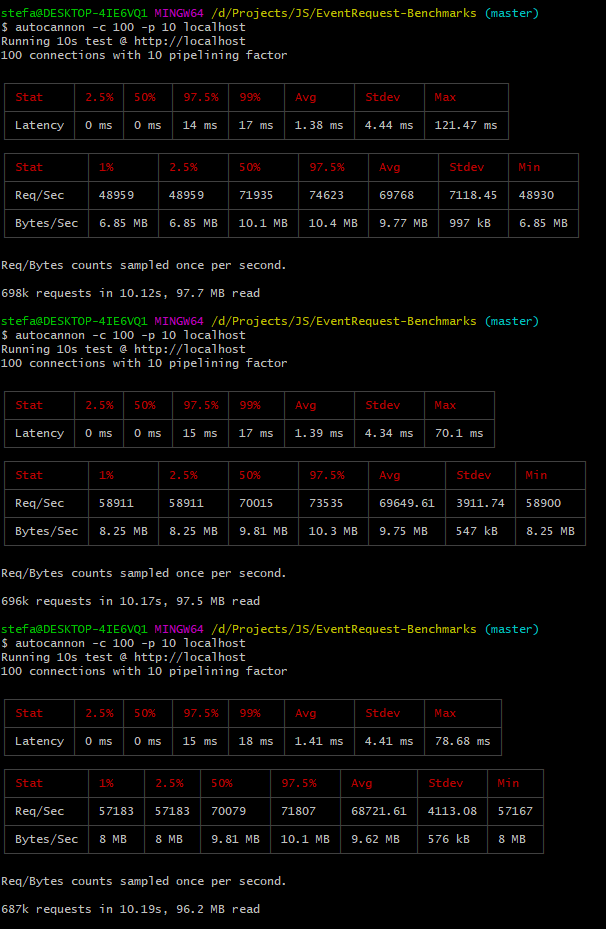 stefa@DESKTOP-4IE6VQ1 MINGW64 /d/Projects/JS/EventRequest-Benchmarks (master)
$ autocannon -c 100 -p 10 localhost
Running 10s test @ http://localhost
100 connections with 10 pipelining factor
Stat 2.5% 50% 97.5% 99% Avg Stdev Max
Latency 0 ms 0 ms 14 ms 17 ms 1.38 ms 4.44 ms 121.47 ms
Stat 1% 2.5% 50% 97.5% Avg Stdev Min
Req/Sec 48959 48959 71935 74623 69768 7118.45 48930
Bytes/Sec 6.85 MB 6.85 MB 10.1 MB 10.4 MB 9.77 MB 997 kB 6.85 MB
Req/Bytes counts sampled once per second.
698k requests in 10.12s, 97.7 MB read
stefa@DESKTOP-4IE6VQ1 MINGW64 /d/Projects/JS/EventRequest-Benchmarks (master)
$ autocannon -c 100 -p 10 localhost
Running 10s test @ http://localhost
100 connections with 10 pipelining factor
Stat 2.5% 50% 97.5% 99% Avg Stdev Max
Latency 0 ms 0 ms 15 ms 17 ms 1.39 ms 4.34 ms 70.1 ms
Stat 1% 2.5% 50% 97.5% Avg Stdev Min
Req/Sec 58911 58911 70015 73535 69649.61 3911.74 58900
Bytes/Sec 8.25 MB 8.25 MB 9.81 MB 10.3 MB 9.75 MB 547 kB 8.25 MB
Req/Bytes counts sampled once per second.
696k requests in 10.17s, 97.5 MB read
stefa@DESKTOP-4IE6VQ1 MINGW64 /d/Projects/JS/EventRequest-Benchmarks (master)
$ autocannon -c 100 -p 10 localhost
Running 10s test @ http://localhost
100 connections with 10 pipelining factor
Stat 2.5% 50% 97.5% 99% Avg Stdev Max
Latency 0 ms 0 ms 15 ms 18 ms 1.41 ms 4.41 ms 78.68 ms
Stat 1% 2.5% 50% 97.5% Avg Stdev Min
Req/Sec 57183 57183 70079 71807 68721.61 4113.08 57167
Bytes/Sec 8 MB 8 MB 9.81 MB 10.1 MB 9.62 MB 576 kB 8 MB
Req/Bytes counts sampled once per second.
687k requests in 10.19s, 96.2 MB read